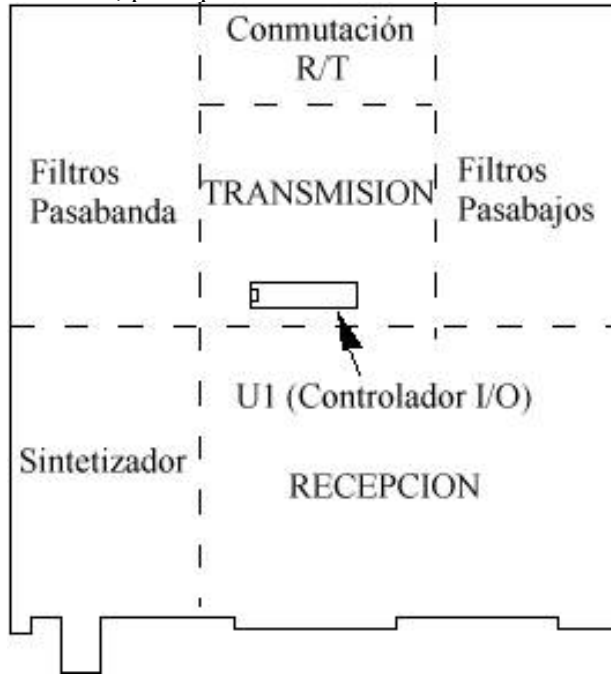 Conmutación
R/T
Filtros
Pasabanda
TRANSMISION
Filtros
Pasabajos
U1 (Controlador I/O)
Sintetizador
RECEPCION